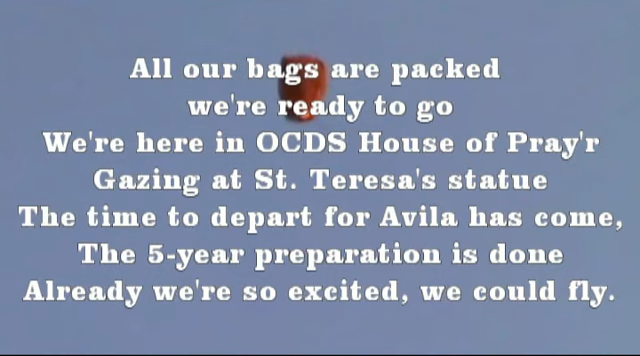 All our bags are packed
we're ready to go
We're here in OCDS House of Pray'r
Gazing at St. Teresa's statue
The time to depart for Avila has come,
The 5-year preparation is done
Already we're so excited, we could fly.